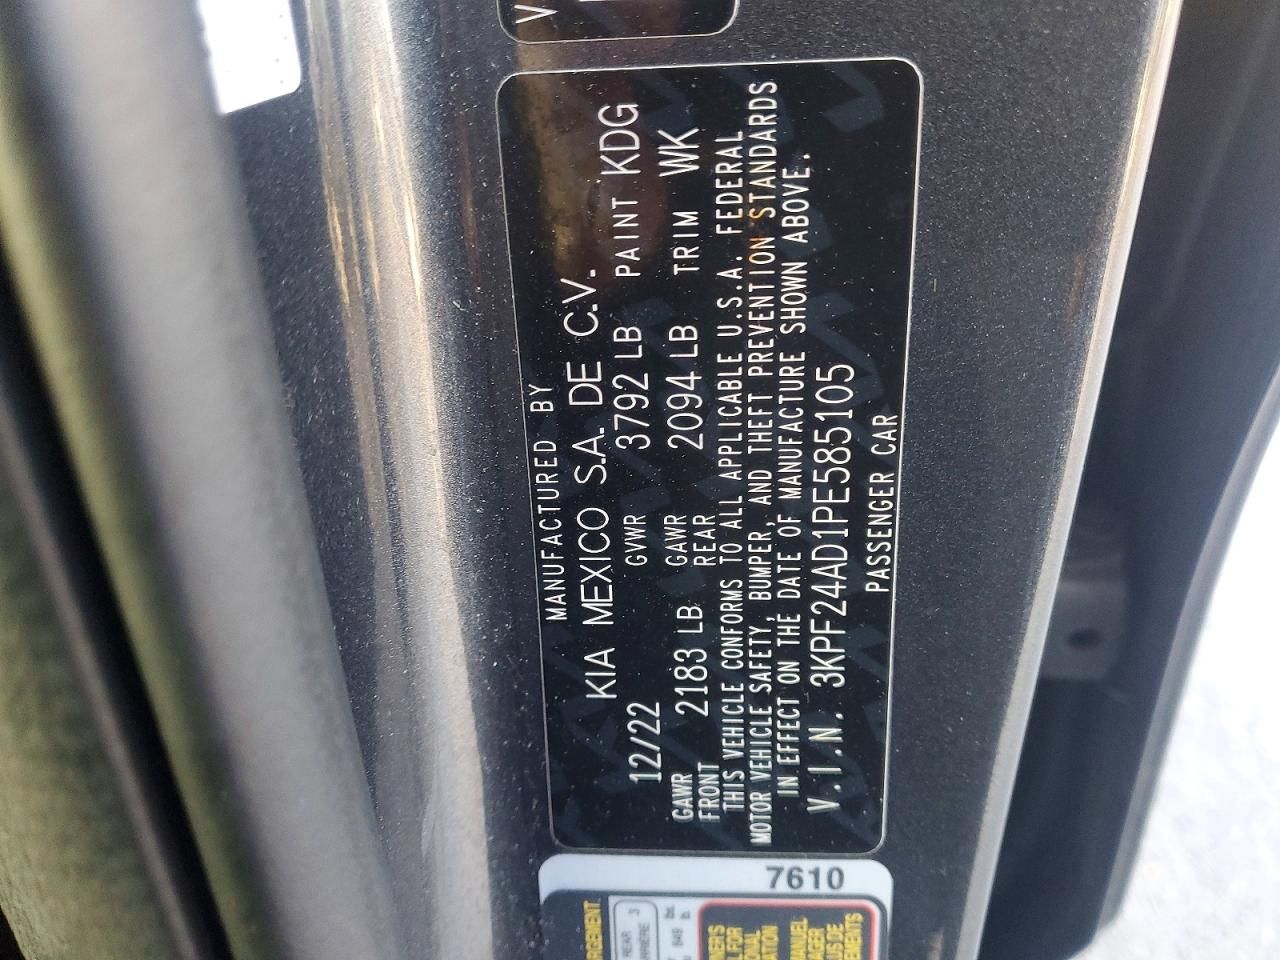 V
MANUFACTURED BY
KIA MEXICO S.A. DE C.V.
12/22 GVWR 3792 LB PAINT KDG
GAWR FRONT 2183 LB GAWR REAR 2094 LB TRIM WK
THIS VEHICLE CONFORMS TO ALL APPLICABLE U.S.A. FEDERAL
MOTOR VEHICLE SAFETY, BUMPER, AND THEFT PREVENTION STANDARDS
IN EFFECT ON THE DATE OF MANUFACTURE SHOWN ABOVE.
V.I.N. 3KPF24AD1PE585105
PASSENGER CAR
7610
REAR 3